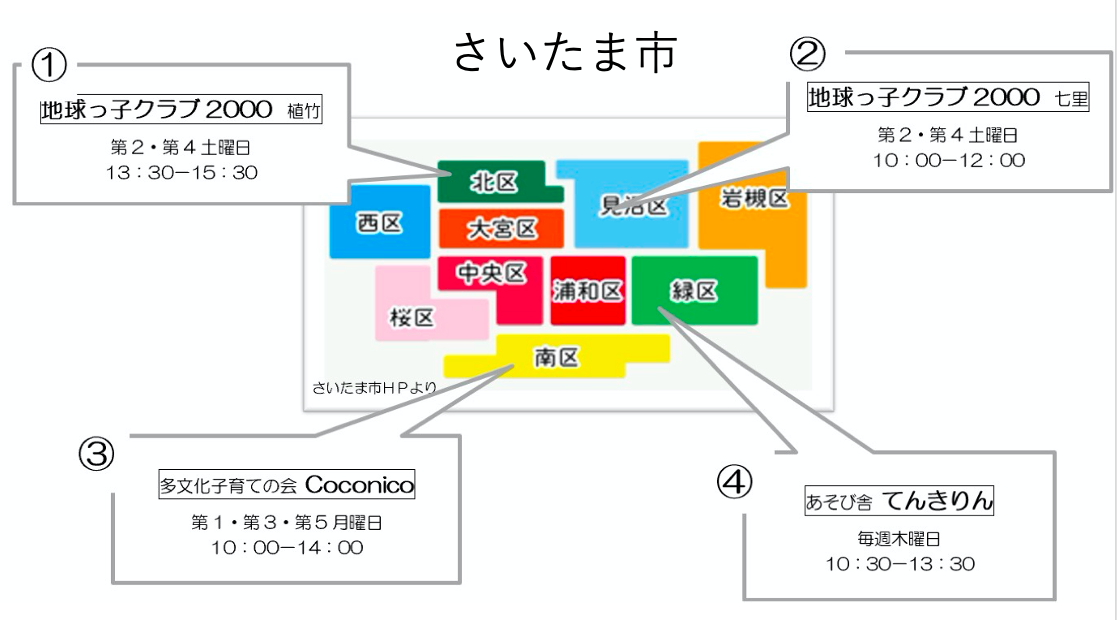 さいたま市
①
地球っ子クラブ2000 植竹
第2・第4土曜日
13:30-15:30
②
地球っ子クラブ2000 七里
第2・第4土曜日
10:00-12:00
北区
見沼区
岩槻区
西区
大宮区
中央区
浦和区
緑区
桜区
南区
さいたま市HPより
③
多文化子育ての会 Coconico
第1・第3・第5月曜日
10:00-14:00
④
あそび舎 てんきりん
毎週木曜日
10:30-13:30